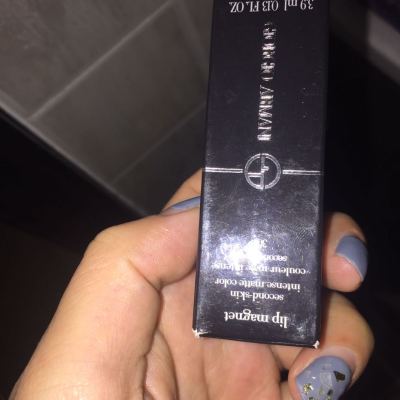 lip magnet
second-skin
intense matte color
couleur mate intense
GIORGIO ARMANI
3.9 ml 0.13 FL. OZ